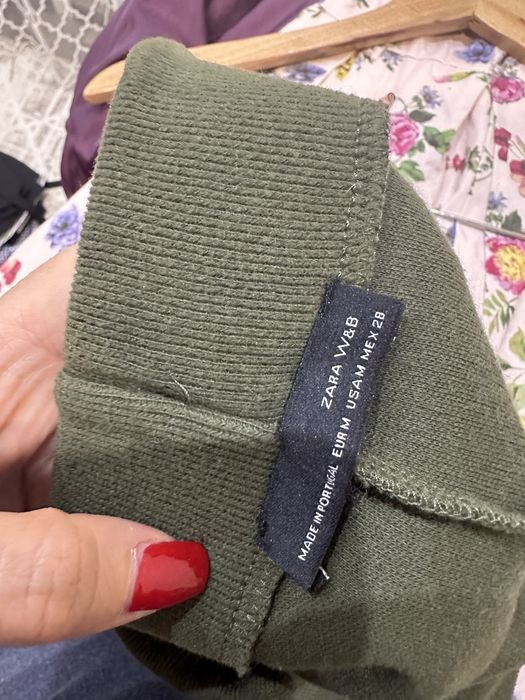 ZARA W&B
EUR M USA M MEX 28
MADE IN PORTUGAL